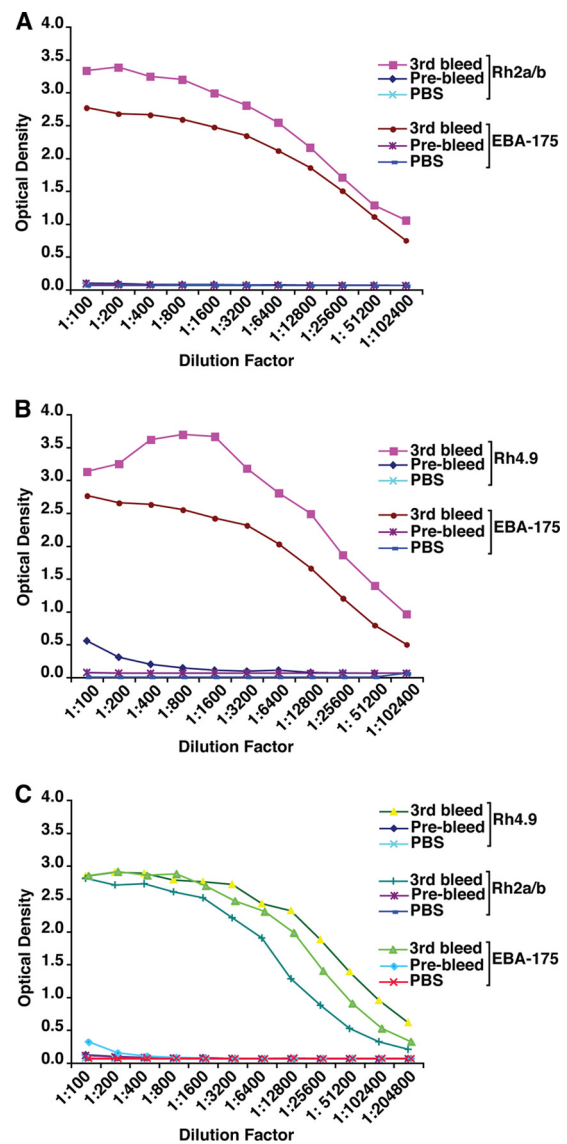 A
4.0
3.5
3.0
2.5
2.0
1.5
1.0
0.5
0.0
Optical Density
1:100
1:200
1:400
1:800
1:1600
1:3200
1:6400
1:12800
1:25600
1: 51200
1:102400
Dilution Factor
3rd bleed
Pre-bleed
PBS
Rh2a/b
3rd bleed
Pre-bleed
PBS
EBA-175
B
4.0
3.5
3.0
2.5
2.0
1.5
1.0
0.5
0.0
Optical Density
1:100
1:200
1:400
1:800
1:1600
1:3200
1:6400
1:12800
1:25600
1: 51200
1:102400
Dilution Factor
3rd bleed
Pre-bleed
PBS
Rh4.9
3rd bleed
Pre-bleed
PBS
EBA-175
C
4.0
3.5
3.0
2.5
2.0
1.5
1.0
0.5
0.0
Optical Density
1:100
1:200
1:400
1:800
1:1600
1:3200
1:6400
1:12800
1:25600
1: 51200
1:102400
1:204800
Dilution Factor
3rd bleed
Pre-bleed
PBS
Rh4.9
3rd bleed
Pre-bleed
PBS
Rh2a/b
3rd bleed
Pre-bleed
PBS
EBA-175